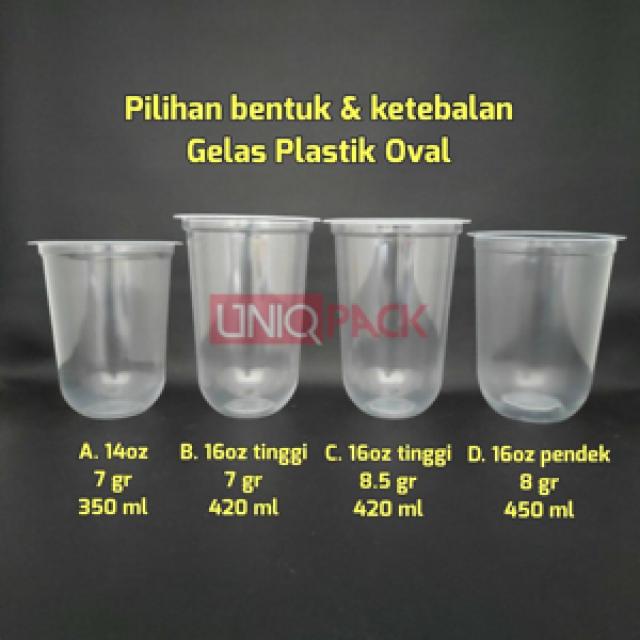 Pilihan bentuk & ketebalan
Gelas Plastik Oval
UNIQPACK
A. 14oz
7 gr
350 ml
B. 16oz tinggi
7 gr
420 ml
C. 16oz tinggi
8.5 gr
420 ml
D. 16oz pendek
8 gr
450 ml